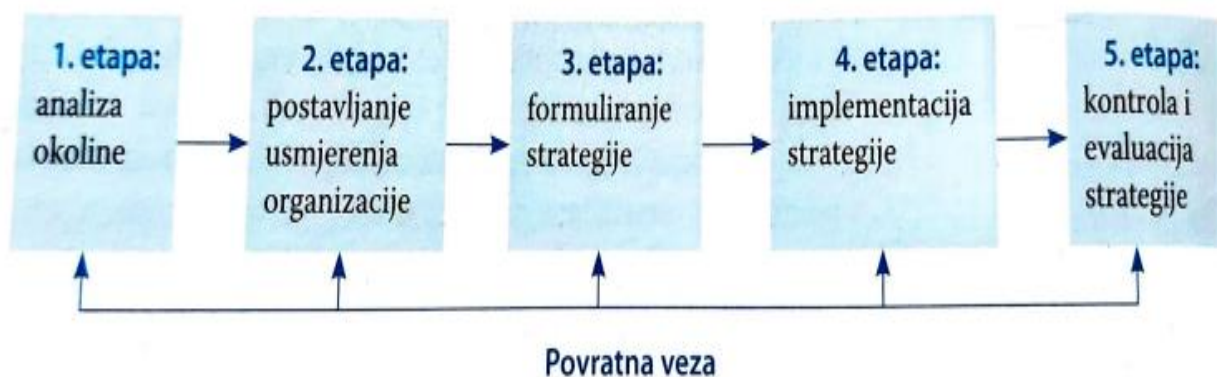 1. etapa:
analiza
okoline
2. etapa:
postavljanje
usmjerenja
organizacije
3. etapa:
formuliranje
strategije
4. etapa:
implementacija
strategije
5. etapa:
kontrola i
evaluacija
strategije
Povratna veza